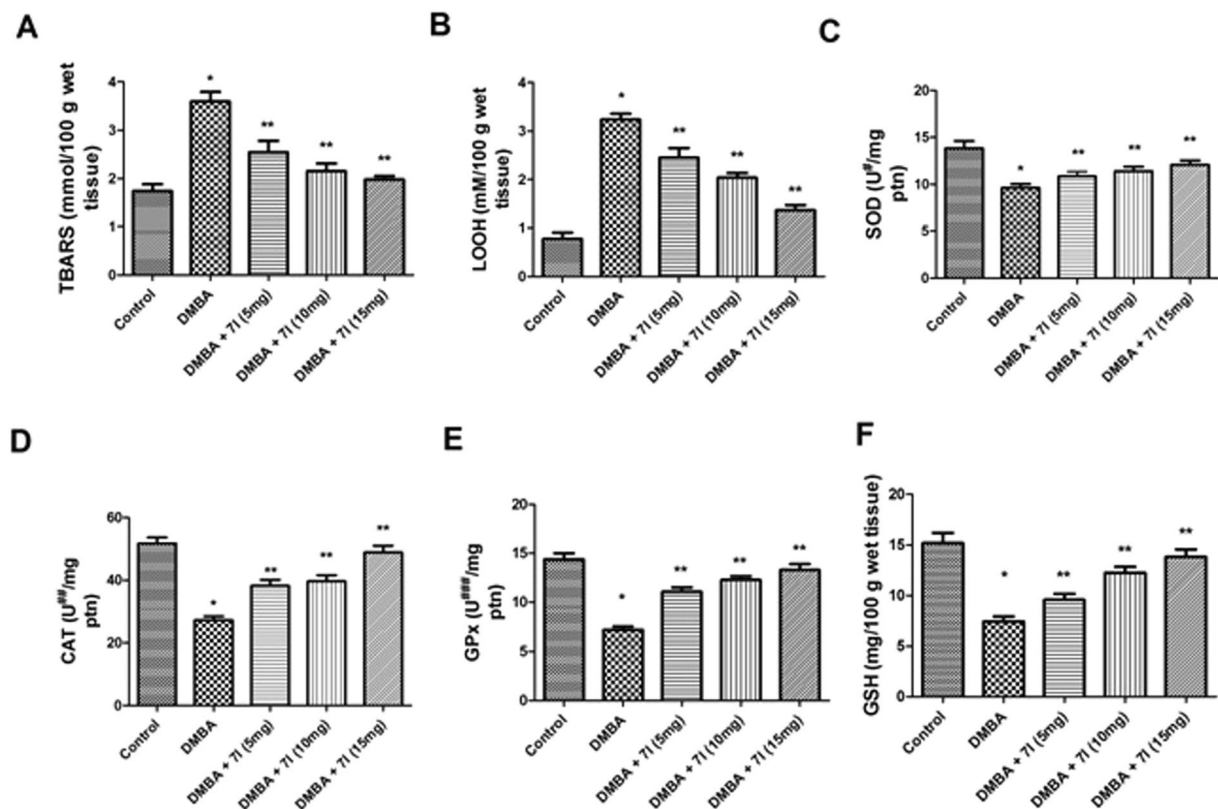 A
TBARS (mmol/100 g wet
tissue)
4
3
2
1
0
*
**
**
**
Control
DMBA
DMBA + 7l (5mg)
DMBA + 7l (10mg)
DMBA + 7l (15mg)
B
LOOH (mM/100 g wet
tissue)
4
3
2
1
0
*
**
**
**
Control
DMBA
DMBA + 7l (5mg)
DMBA + 7l (10mg)
DMBA + 7l (15mg)
C
SOD (U#/mg
ptn)
20
15
10
5
0
*
**
**
**
Control
DMBA
DMBA + 7l (5mg)
DMBA + 7l (10mg)
DMBA + 7l (15mg)
D
CAT (U##/mg
ptn)
60
40
20
0
*
**
**
**
Control
DMBA
DMBA + 7l (5mg)
DMBA + 7l (10mg)
DMBA + 7l (15mg)
E
GPx (U###/mg
ptn)
20
15
10
5
0
*
**
**
**
Control
DMBA
DMBA + 7l (5mg)
DMBA + 7l (10mg)
DMBA + 7l (15mg)
F
GSH (mg/100 g wet tissue)
20
15
10
5
0
*
**
**
**
Control
DMBA
DMBA + 7l (5mg)
DMBA + 7l (10mg)
DMBA + 7l (15mg)